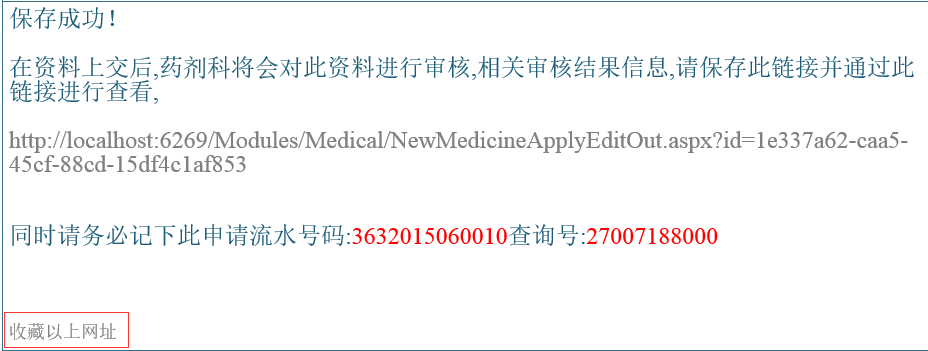 保存成功！
在资料上交后,药剂科将会对此资料进行审核,相关审核结果信息,请保存此链接并通过此
链接进行查看,
http://localhost:6269/Modules/Medical/NewMedicineApplyEditOut.aspx?id=1e337a62-caa5-
45cf-88cd-15df4c1af853
同时请务必记下此申请流水号码:3632015060010查询号:27007188000
收藏以上网址